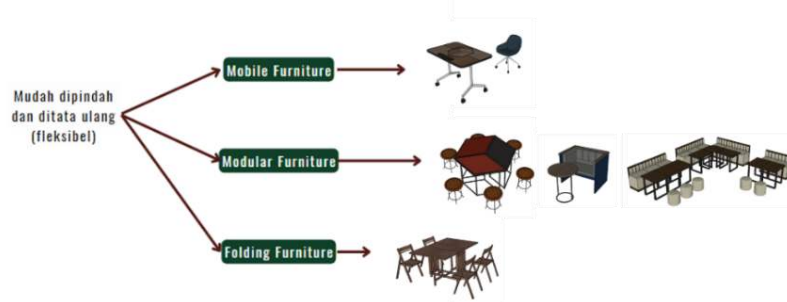 Mudah dipindah
dan ditata ulang
(fleksibel)
Mobile Furniture
Modular Furniture
Folding Furniture